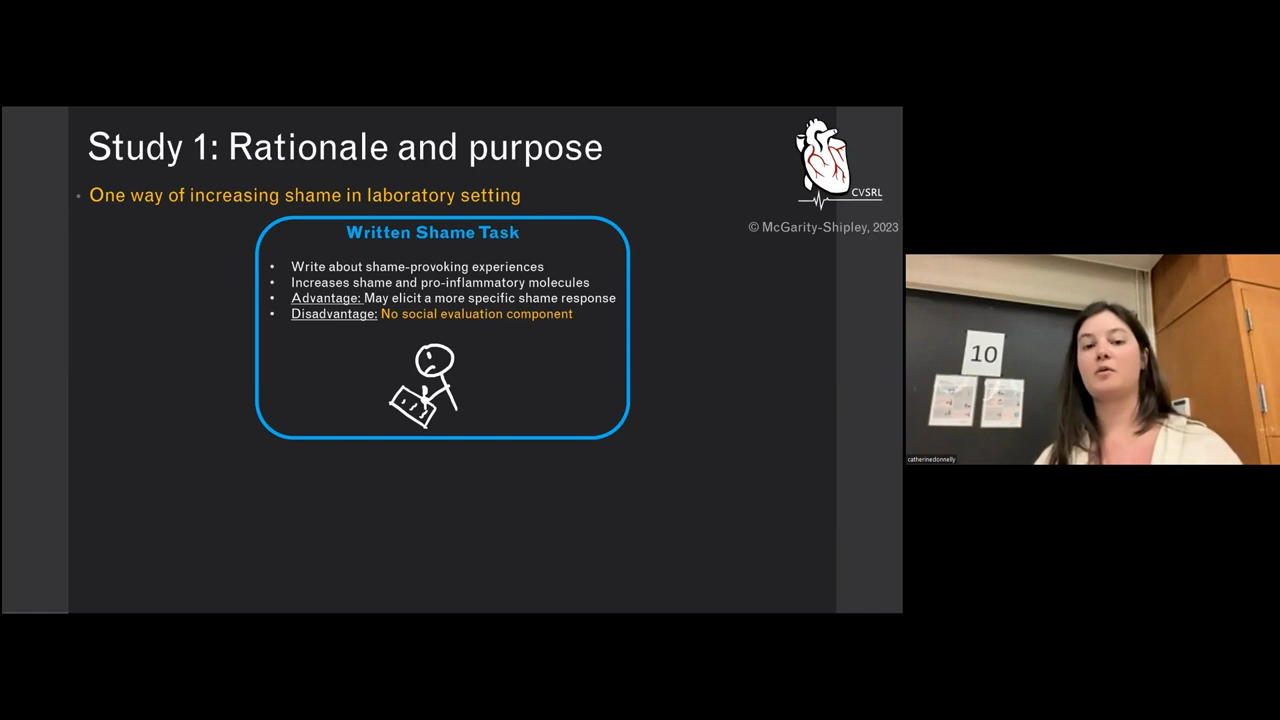 Study 1: Rationale and purpose
CVSRL
• One way of increasing shame in laboratory setting
© McGarity-Shipley, 2023
Written Shame Task
• Write about shame-provoking experiences
• Increases shame and pro-inflammatory molecules
• Advantage: May elicit a more specific shame response
• Disadvantage: No social evaluation component
10
catherinedonnelly